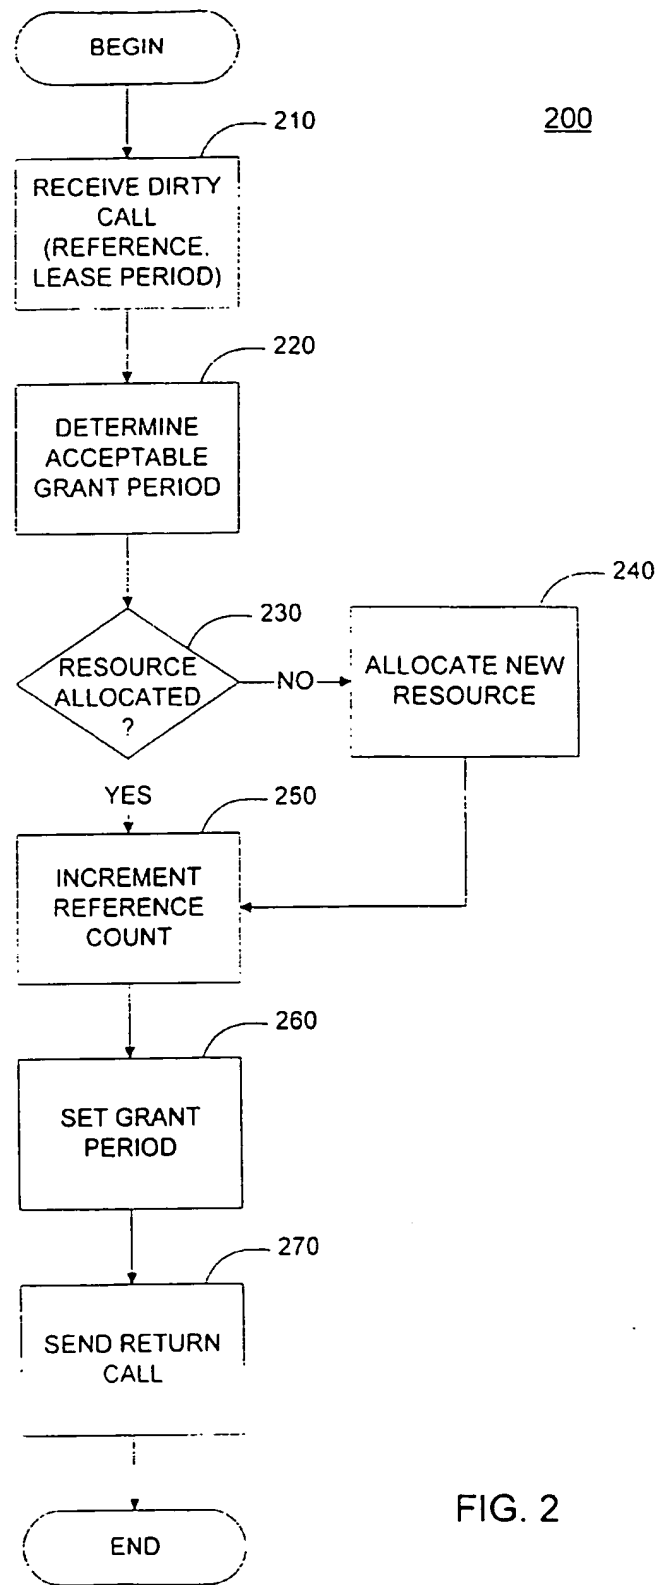 BEGIN
200
210
RECEIVE DIRTY
CALL
(REFERENCE.
LEASE PERIOD)
220
DETERMINE
ACCEPTABLE
GRANT PERIOD
230
RESOURCE
ALLOCATED
?
NO
240
ALLOCATE NEW
RESOURCE
YES
250
INCREMENT
REFERENCE
COUNT
260
SET GRANT
PERIOD
270
SEND RETURN
CALL
END
FIG. 2